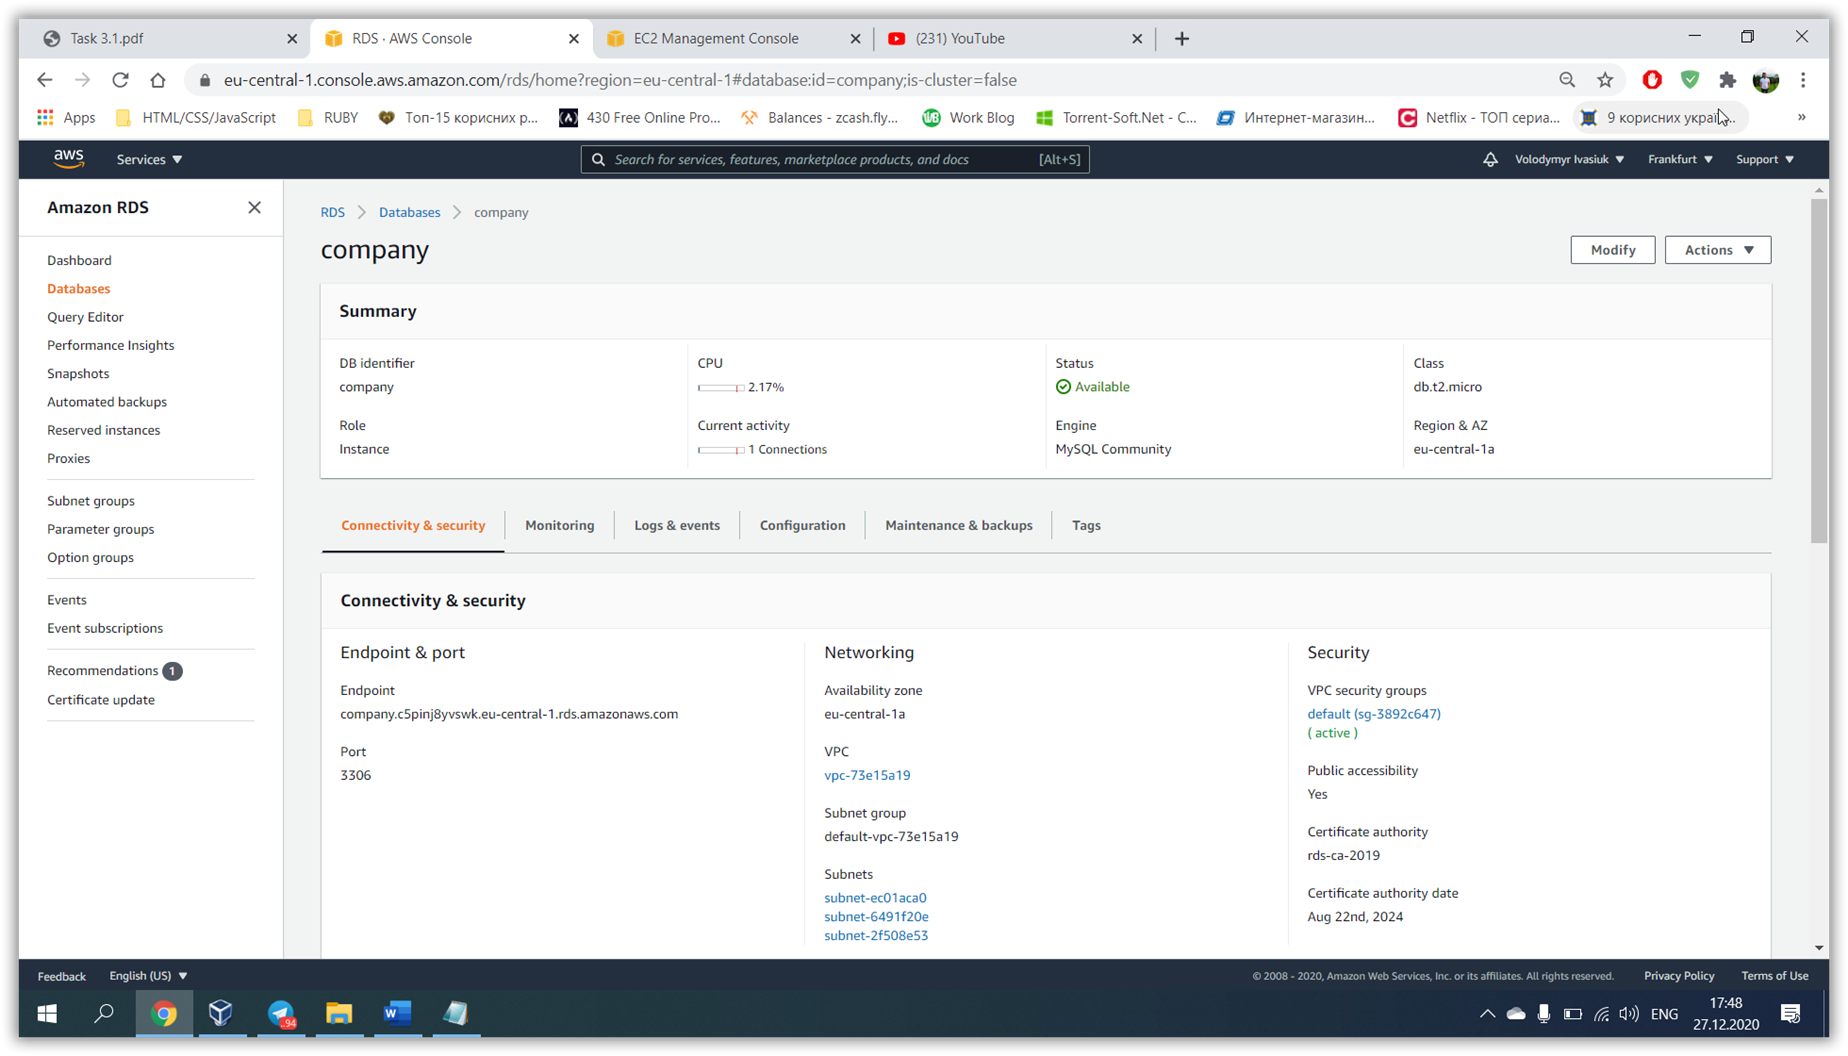 Task 3.1.pdf
RDS · AWS Console
EC2 Management Console
(231) YouTube
eu-central-1.console.aws.amazon.com/rds/home?region=eu-central-1#database:id=company;is-cluster=false
Apps
HTML/CSS/JavaScript
RUBY
Топ-15 корисних р...
430 Free Online Pro...
Balances - zcash.fly...
Work Blog
Torrent-Soft.Net - С...
Интернет-магазин...
Netflix - ТОП сериа...
9 корисних украї...
»
aws
Services
Search for services, features, marketplace products, and docs
[Alt+S]
Volodymyr Ivasiuk
Frankfurt
Support
Amazon RDS
Dashboard
Databases
Query Editor
Performance Insights
Snapshots
Automated backups
Reserved instances
Proxies
Subnet groups
Parameter groups
Option groups
Events
Event subscriptions
Recommendations 1
Certificate update
RDS > Databases > company
company
Modify
Actions
Summary
DB identifier
company
CPU
2.17%
Status
Available
Class
db.t2.micro
Role
Instance
Current activity
1 Connections
Engine
MySQL Community
Region & AZ
eu-central-1a
Connectivity & security
Monitoring
Logs & events
Configuration
Maintenance & backups
Tags
Connectivity & security
Endpoint & port
Endpoint
company.c5pinj8yvswk.eu-central-1.rds.amazonaws.com
Port
3306
Networking
Availability zone
eu-central-1a
VPC
vpc-73e15a19
Subnet group
default-vpc-73e15a19
Subnets
subnet-ec01aca0
subnet-6491f20e
subnet-2f508e53
Security
VPC security groups
default (sg-3892c647)
( active )
Public accessibility
Yes
Certificate authority
rds-ca-2019
Certificate authority date
Aug 22nd, 2024
Feedback
English (US)
© 2008 - 2020, Amazon Web Services, Inc. or its affiliates. All rights reserved.
Privacy Policy
Terms of Use
..94
ENG
17:48
27.12.2020